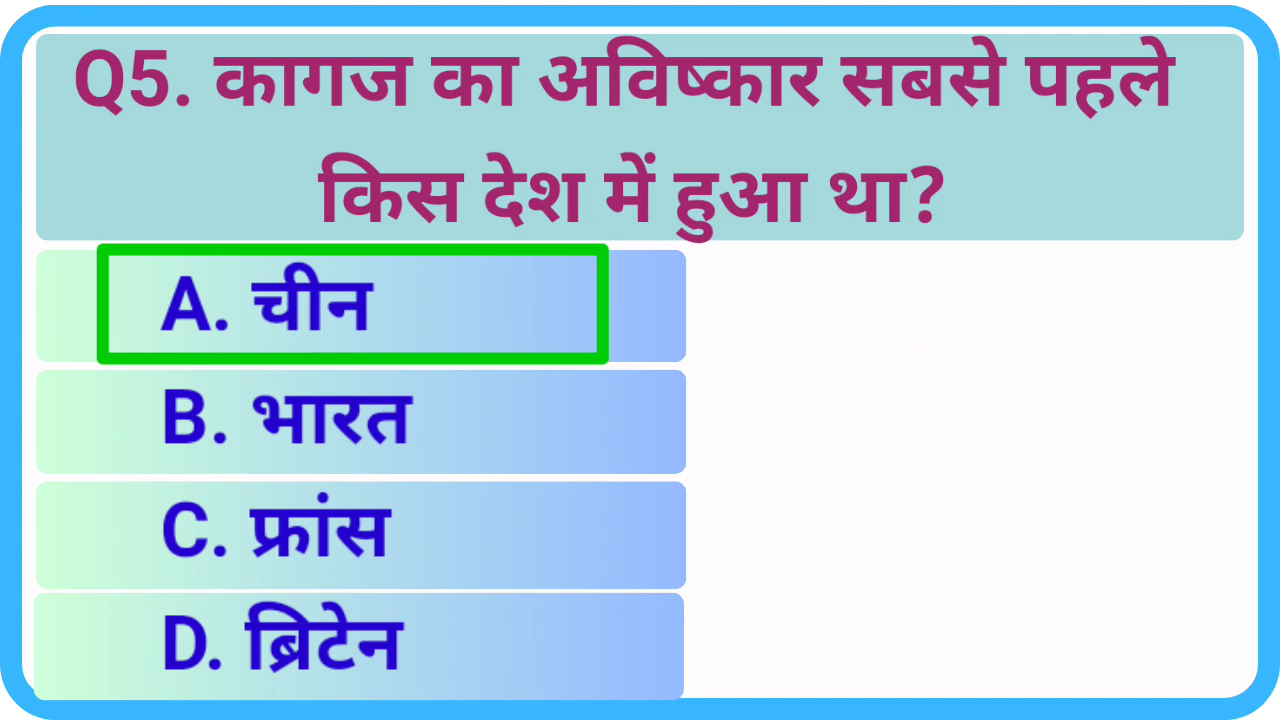 Q5. कागज का अविष्कार सबसे पहले
किस देश में हुआ था?
A. चीन
B. भारत
C. फ्रांस
D. ब्रिटेन